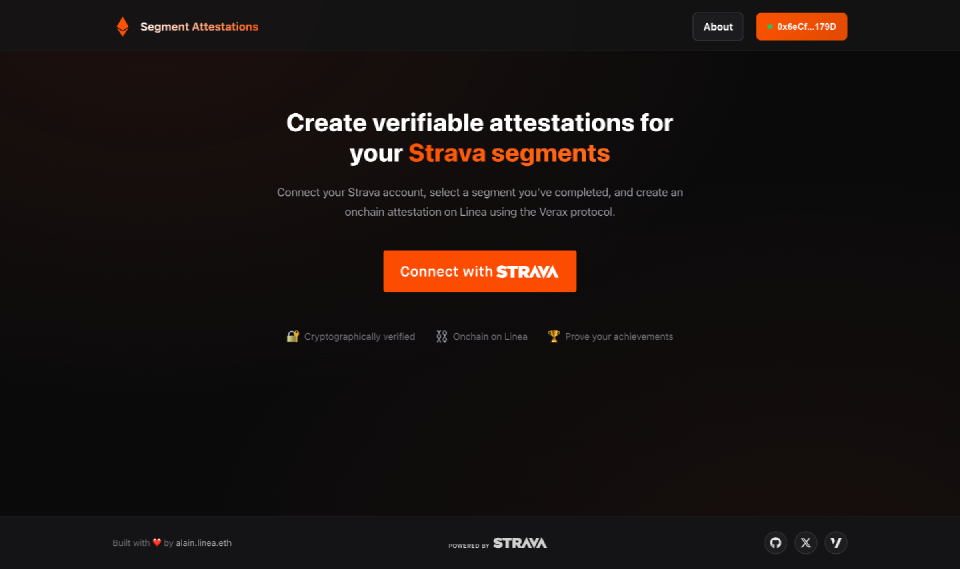 Segment Attestations
About
0x6eCf...179D
Create verifiable attestations for
your Strava segments
Connect your Strava account, select a segment you've completed, and create an
onchain attestation on Linea using the Verax protocol.
Connect with STRAVA
Cryptographically verified
Onchain on Linea
Prove your achievements
Built with ❤️ by alain.linea.eth
POWERED BY STRAVA